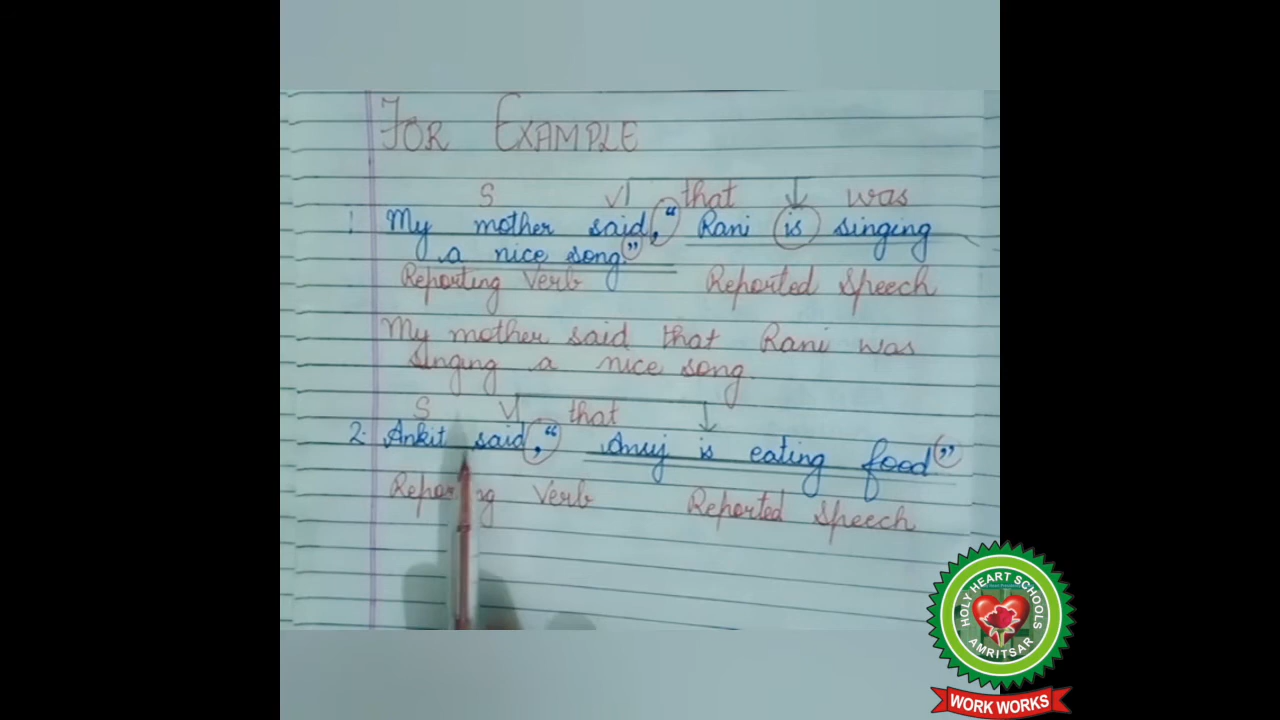 FOR EXAMPLE
S V that was
1. My mother said, " Rani is singing
a nice song"
Reporting Verb Reported Speech
My mother said that Rani was
singing a nice song
S V that
2. Ankit said, " Anuj is eating food"
Reporting Verb Reported Speech
HOLY HEART SCHOOLS
AMRITSAR
WORK WORKS